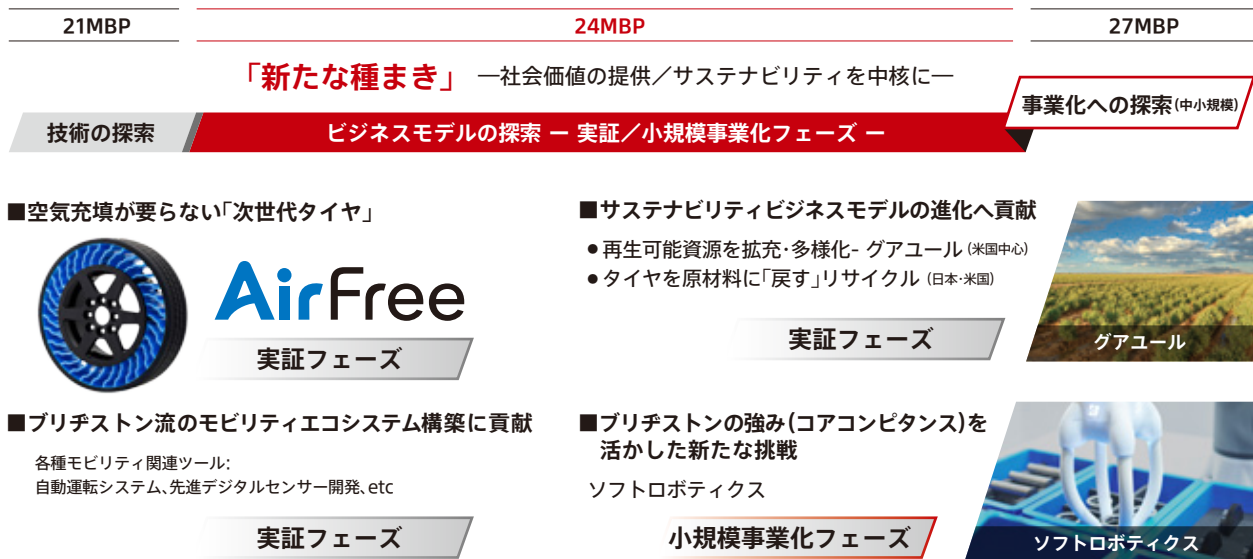 21MBP
24MBP
27MBP
「新たな種まき」 ―社会価値の提供／サステナビリティを中核に―
技術の探索
ビジネスモデルの探索 ー 実証／小規模事業化フェーズ ー
事業化への探索(中小規模)
■空気充填が要らない「次世代タイヤ」
AirFree
実証フェーズ
■サステナビリティビジネスモデルの進化へ貢献
●再生可能資源を拡充・多様化- グアユール (米国中心)
●タイヤを原材料に「戻す」リサイクル (日本・米国)
実証フェーズ
グアユール
■ブリヂストン流のモビリティエコシステム構築に貢献
各種モビリティ関連ツール:
自動運転システム、先進デジタルセンサー開発、etc
実証フェーズ
■ブリヂストンの強み(コアコンピタンス)を
活かした新たな挑戦
ソフトロボティクス
小規模事業化フェーズ
ソフトロボティクス